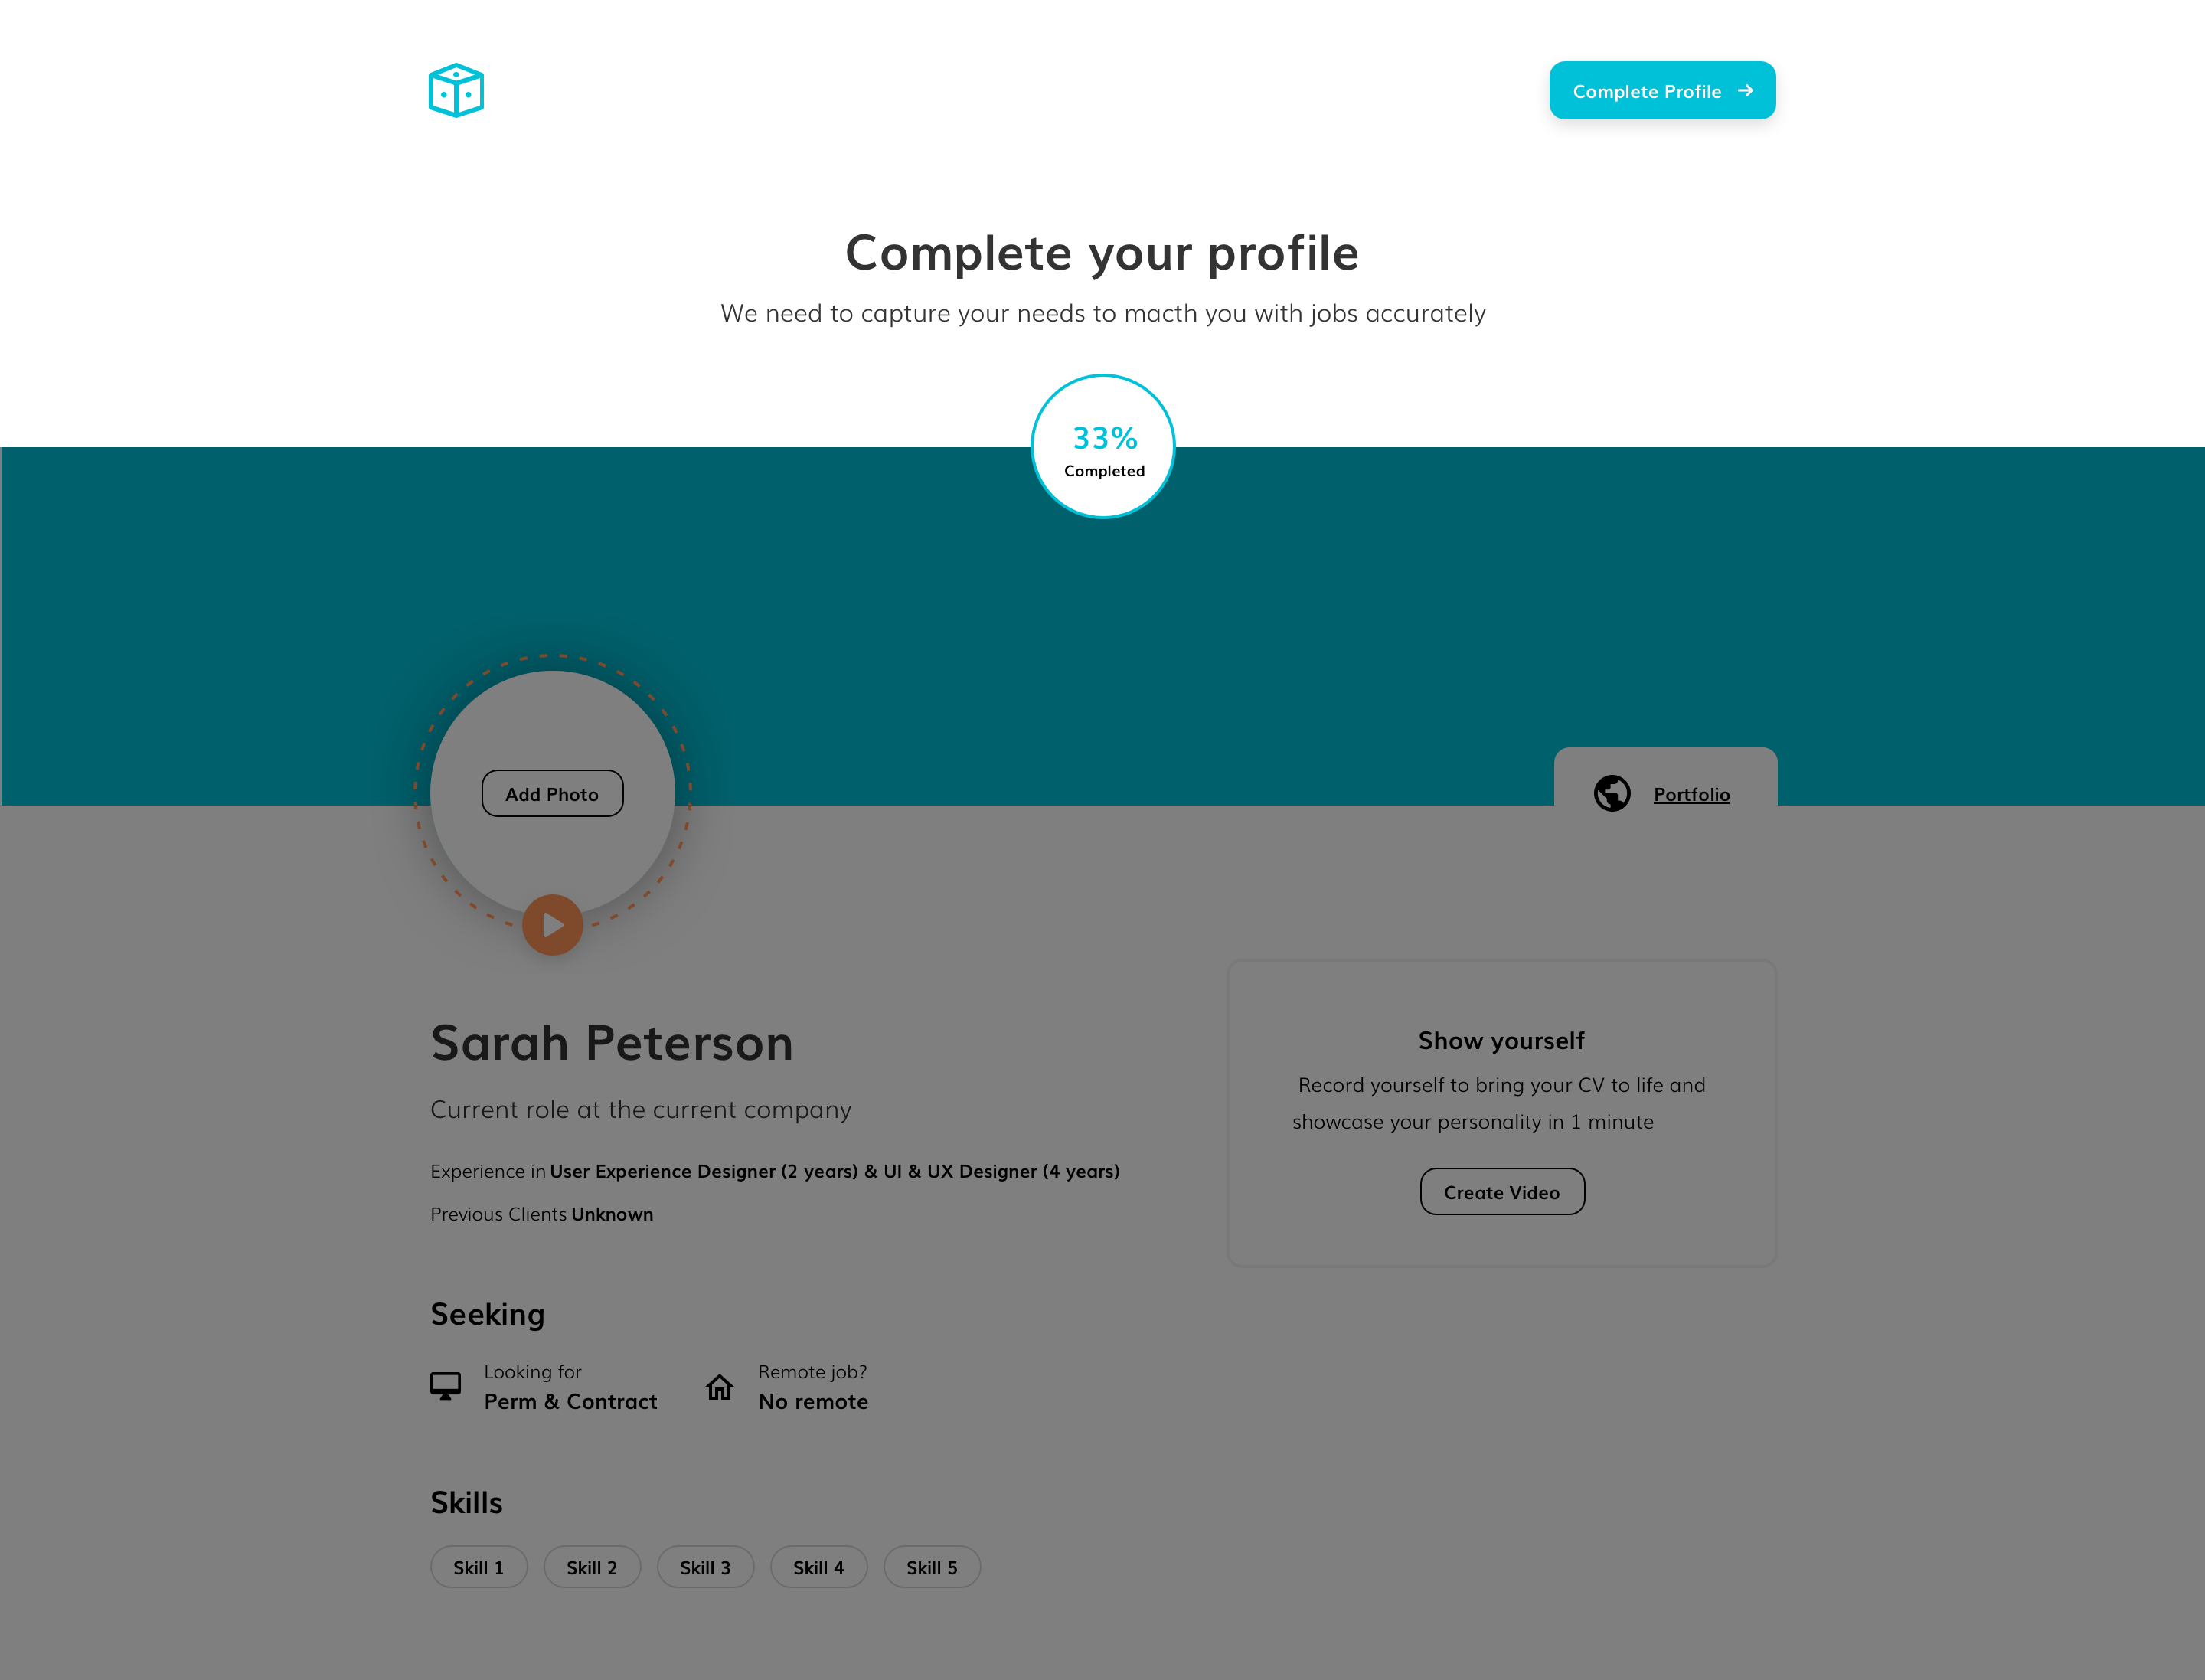 Complete Profile
Complete your profile
We need to capture your needs to macth you with jobs accurately
33%
Completed
Add Photo
Portfolio
Sarah Peterson
Current role at the current company
Experience in User Experience Designer (2 years) & UI & UX Designer (4 years)
Previous Clients Unknown
Show yourself
Record yourself to bring your CV to life and
showcase your personality in 1 minute
Create Video
Seeking
Looking for
Perm & Contract
Remote job?
No remote
Skills
Skill 1
Skill 2
Skill 3
Skill 4
Skill 5